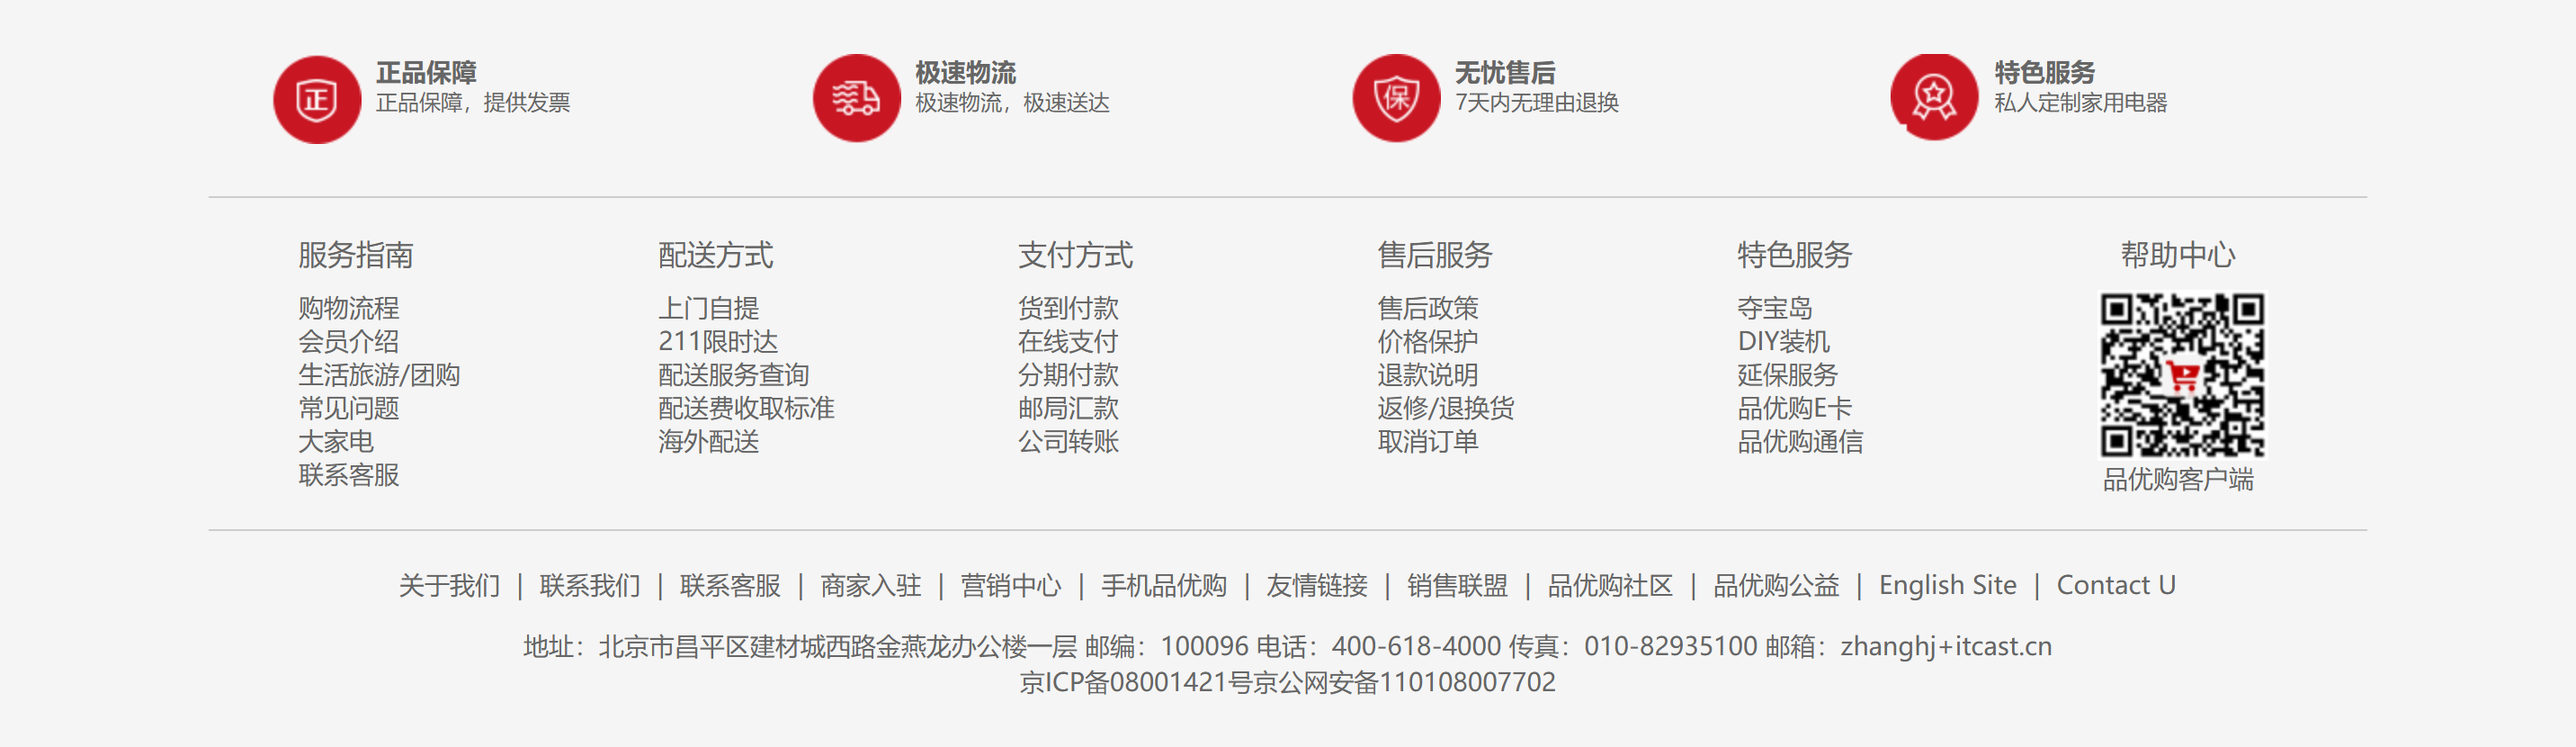 正 正品保障
正品保障，提供发票
极速物流
极速物流，极速送达
保 无忧售后
7天内无理由退换
特色服务
私人定制家用电器
服务指南
购物流程
会员介绍
生活旅游/团购
常见问题
大家电
联系客服
配送方式
上门自提
211限时达
配送服务查询
配送费收取标准
海外配送
支付方式
货到付款
在线支付
分期付款
邮局汇款
公司转账
售后服务
售后政策
价格保护
退款说明
返修/退换货
取消订单
特色服务
夺宝岛
DIY装机
延保服务
品优购E卡
品优购通信
帮助中心
品优购客户端
关于我们 | 联系我们 | 联系客服 | 商家入驻 | 营销中心 | 手机品优购 | 友情链接 | 销售联盟 | 品优购社区 | 品优购公益 | English Site | Contact U
地址：北京市昌平区建材城西路金燕龙办公楼一层 邮编：100096 电话：400-618-4000 传真：010-82935100 邮箱：zhanghj+itcast.cn
京ICP备08001421号京公网安备110108007702